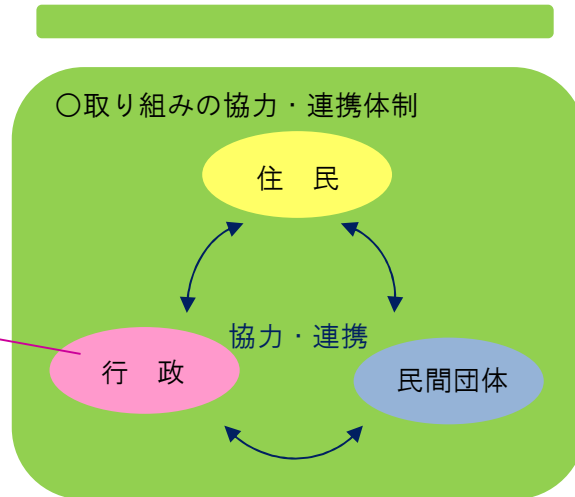 〇取り組みの協力・連携体制
住　民
協力・連携
行　政
民間団体